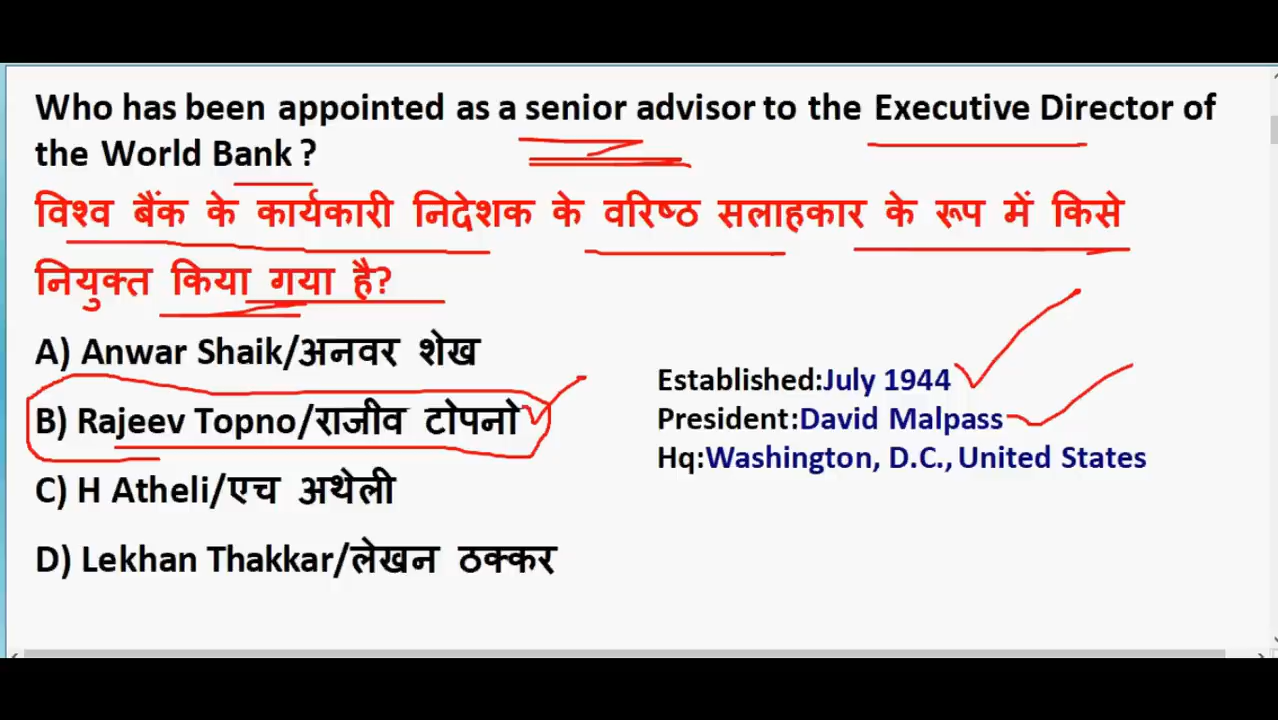 Who has been appointed as a senior advisor to the Executive Director of
the World Bank ?
विश्व बैंक के कार्यकारी निदेशक के वरिष्ठ सलाहकार के रूप में किसे
नियुक्त किया गया है?
A) Anwar Shaik/अनवर शेख
B) Rajeev Topno/राजीव टोपनो
C) H Atheli/एच अथेली
D) Lekhan Thakkar/लेखन ठक्कर
Established:July 1944
President:David Malpass
Hq:Washington, D.C., United States